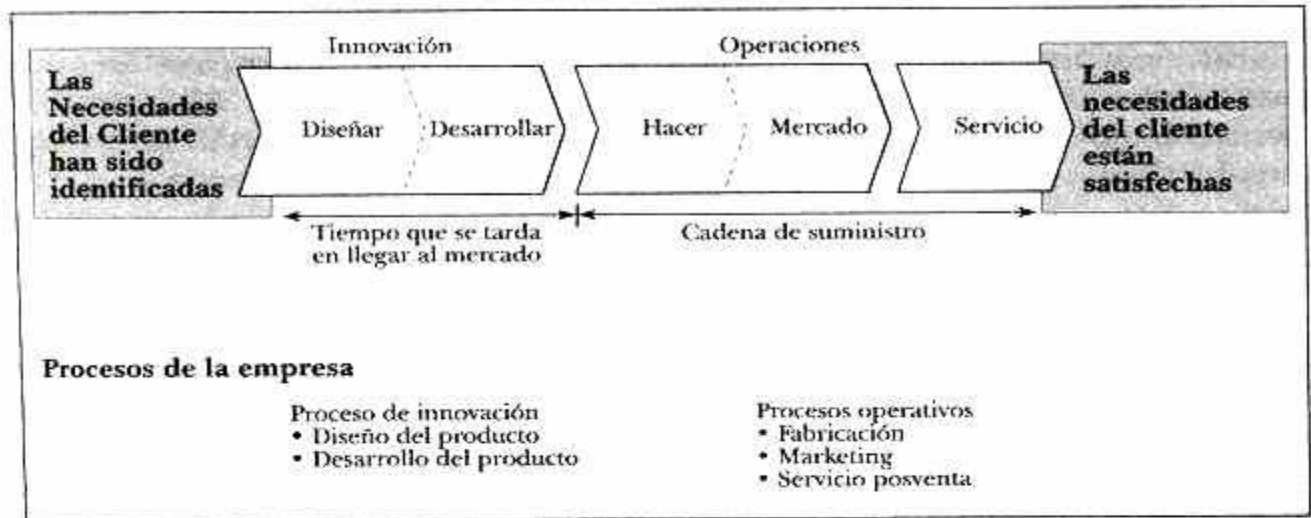 Innovación
Operaciones
Las
Necesidades
del Cliente
han sido
identificadas
Diseñar
Desarrollar
Hacer
Mercado
Servicio
Las
necesidades
del cliente
están
satisfechas
Tiempo que se tarda
en llegar al mercado
Cadena de suministro
Procesos de la empresa
Proceso de innovación
• Diseño del producto
• Desarrollo del producto
Procesos operativos
• Fabricación
• Marketing
• Servicio posventa